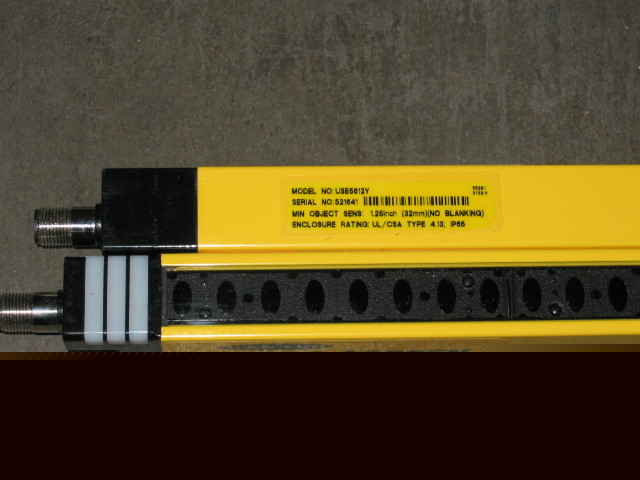 MODEL NO: USE5612Y
SERIAL NO: 521641
MIN OBJECT SENS: 1.25inch (32mm)(NO BLANKING)
ENCLOSURE RATING: UL/CSA TYPE 4,13; IP65